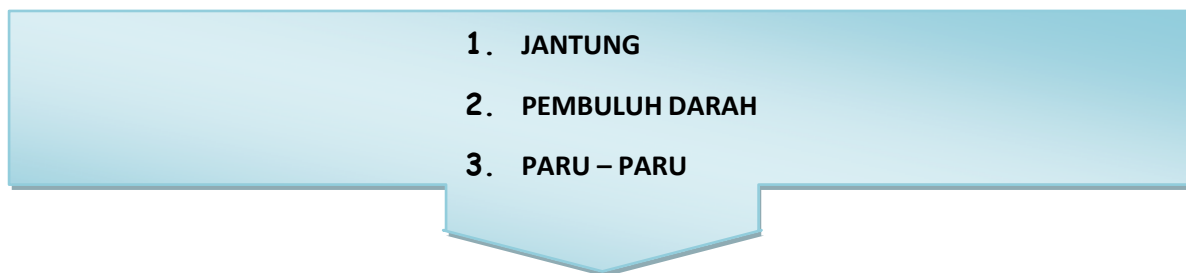 1. JANTUNG
2. PEMBULUH DARAH
3. PARU – PARU